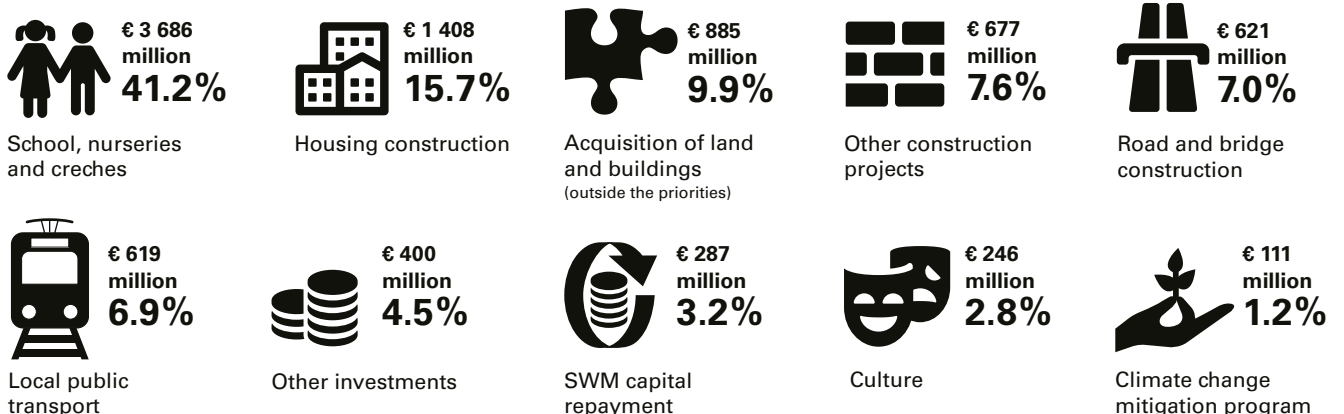 € 3 686
million
41.2%
School, nurseries
and creches
€ 1 408
million
15.7%
Housing construction
€ 885
million
9.9%
Acquisition of land
and buildings
(outside the priorities)
€ 677
million
7.6%
Other construction
projects
€ 621
million
7.0%
Road and bridge
construction
€ 619
million
6.9%
Local public
transport
€ 400
million
4.5%
Other investments
€ 287
million
3.2%
SWM capital
repayment
€ 246
million
2.8%
Culture
€ 111
million
1.2%
Climate change
mitigation program